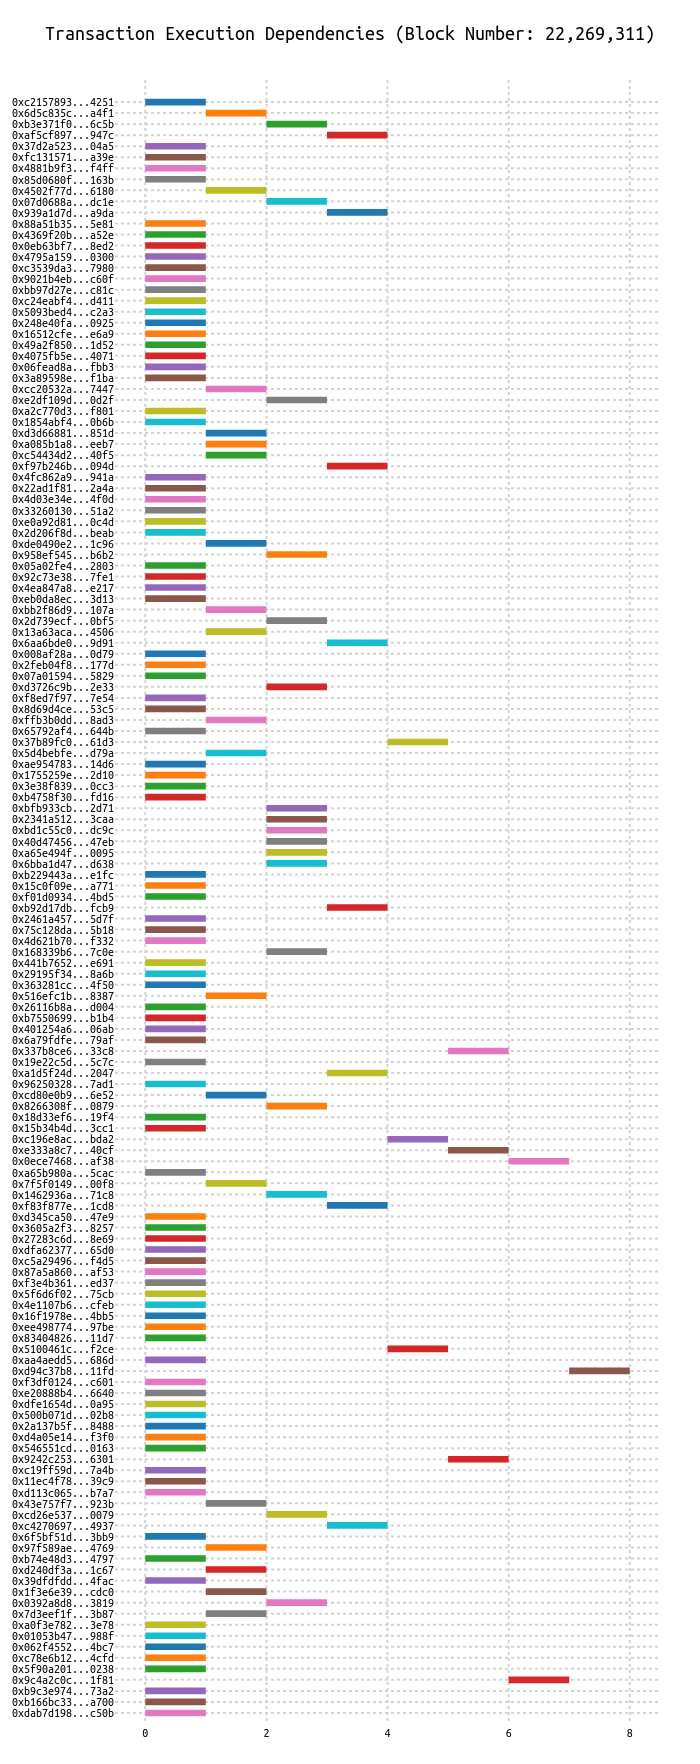 Transaction Execution Dependencies (Block Number: 22,269,311)
0xc2157893...4251
0x6d5c835c...a4f1
0xb3e371f0...6c5b
0xaf5cf897...947c
0x37d2a523...04a5
0xfc131571...a39e
0x4881b9f3...f4ff
0x85d0680f...163b
0x4502f77d...6180
0x07d0688a...dc1e
0x939a1d7d...a9da
0x88a51b35...5e81
0x4369f20b...a52e
0x0eb63bf7...8ed2
0x4795a159...0300
0xc3539da3...7980
0x9021b4eb...c60f
0xbb97d27e...c81c
0xc24eabf4...d411
0x5093bed4...c2a3
0x248e40fa...0925
0x16512cfe...e6a9
0x49a2f850...1d52
0x4075fb5e...4071
0x06fead8a...fbb3
0x3a89598e...f1ba
0xcc20532a...7447
0xe2df109d...0d2f
0xa2c770d3...f801
0x1854abf4...0b6b
0xd3d66881...851d
0xa085b1a8...eeb7
0xc54434d2...40f5
0xf97b246b...094d
0x4fc862a9...941a
0x22ad1f81...2a4a
0x4d03e34e...4f0d
0x33260130...51a2
0xe0a92d81...0c4d
0x2d206f8d...beab
0xde0490e2...1c96
0x958ef545...b6b2
0x05a02fe4...2803
0x92c73e38...7fe1
0x4ea847a8...e217
0xeb0da8ec...3d13
0xbb2f86d9...107a
0x2d739ecf...0bf5
0x13a63aca...4506
0x6aa6bde0...9d91
0x008af28a...0d79
0x2feb04f8...177d
0x07a01594...5829
0xd3726c9b...2e33
0xf8ed7f97...7e54
0x8d69d4ce...53c5
0xffb3b0dd...8ad3
0x65792af4...644b
0x37b89fc0...61d3
0x5d4bebfe...d79a
0xae954783...14d6
0x1755259e...2d10
0x3e38f839...0cc3
0xb4758f30...fd16
0xbfb933cb...2d71
0x2341a512...3caa
0xbd1c55c0...dc9c
0x40d47456...47eb
0xa65e494f...0095
0x6bba1d47...d638
0xb229443a...e1fc
0x15c0f09e...a771
0xf01d0934...4bd5
0xb92d17db...fcb9
0x2461a457...5d7f
0x75c128da...5b18
0x4d621b70...f332
0x168339b6...7c0e
0x441b7652...e691
0x29195f34...8a6b
0x363281cc...4f50
0x516efc1b...8387
0x26116b8a...d004
0xb7550699...b1b4
0x401254a6...06ab
0x6a79fdfe...79af
0x337b8ce6...33c8
0x19e22c5d...5c7c
0xa1d5f24d...2047
0x96250328...7ad1
0xcd80e0b9...6e52
0x8266308f...0879
0x18d33ef6...19f4
0x15b34b4d...3cc1
0xc196e8ac...bda2
0xe333a8c7...40cf
0x0ece7468...af38
0xa65b980a...5cac
0x7f5f0149...00f8
0x1462936a...71c8
0xf83f877e...1cd8
0xd345ca50...47e9
0x3605a2f3...8257
0x27283c6d...8e69
0xdfa62377...65d0
0xc5a29496...f4d5
0x87a5a860...af53
0xf3e4b361...ed37
0x5f6d6f02...75cb
0x4e1107b6...cfeb
0x16f1978e...4bb5
0xee498774...97be
0x83404826...11d7
0x5100461c...f2ce
0xaa4aedd5...686d
0xd94c37b8...11fd
0xf3df0124...c601
0xe20888b4...6640
0xdfe1654d...0a95
0x500b071d...02b8
0x2a137b5f...8488
0xd4a05e14...f3f0
0x546551cd...0163
0x9242c253...6301
0xc19ff59d...7a4b
0x11ec4f78...39c9
0xd113c065...b7a7
0x43e757f7...923b
0xcd26e537...0079
0xc4270697...4937
0x6f5bf51d...3bb9
0x97f589ae...4769
0xb74e48d3...4797
0xd240df3a...1c67
0x39dfdfdd...4fac
0x1f3e6e39...cdc0
0x0392a8d8...3819
0x7d3eef1f...3b87
0xa0f3e782...3e78
0x01053b47...988f
0x062f4552...4bc7
0xc78e6b12...4cfd
0x5f90a201...0238
0x9c4a2c0c...1f81
0xb9c3e974...73a2
0xb166bc33...a700
0xdab7d198...c50b
0 2 4 6 8